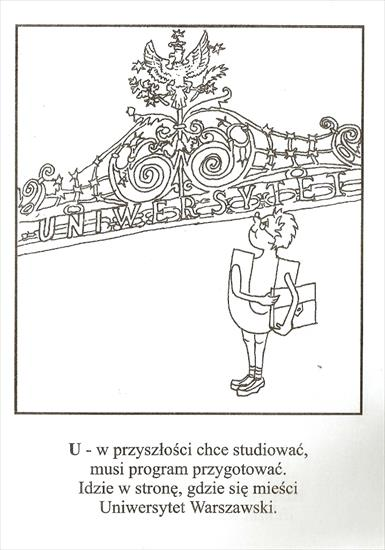 UNIWERSYTET
U - w przyszłości chce studiować,
musi program przygotować.
Idzie w stronę, gdzie się mieści
Uniwersytet Warszawski.